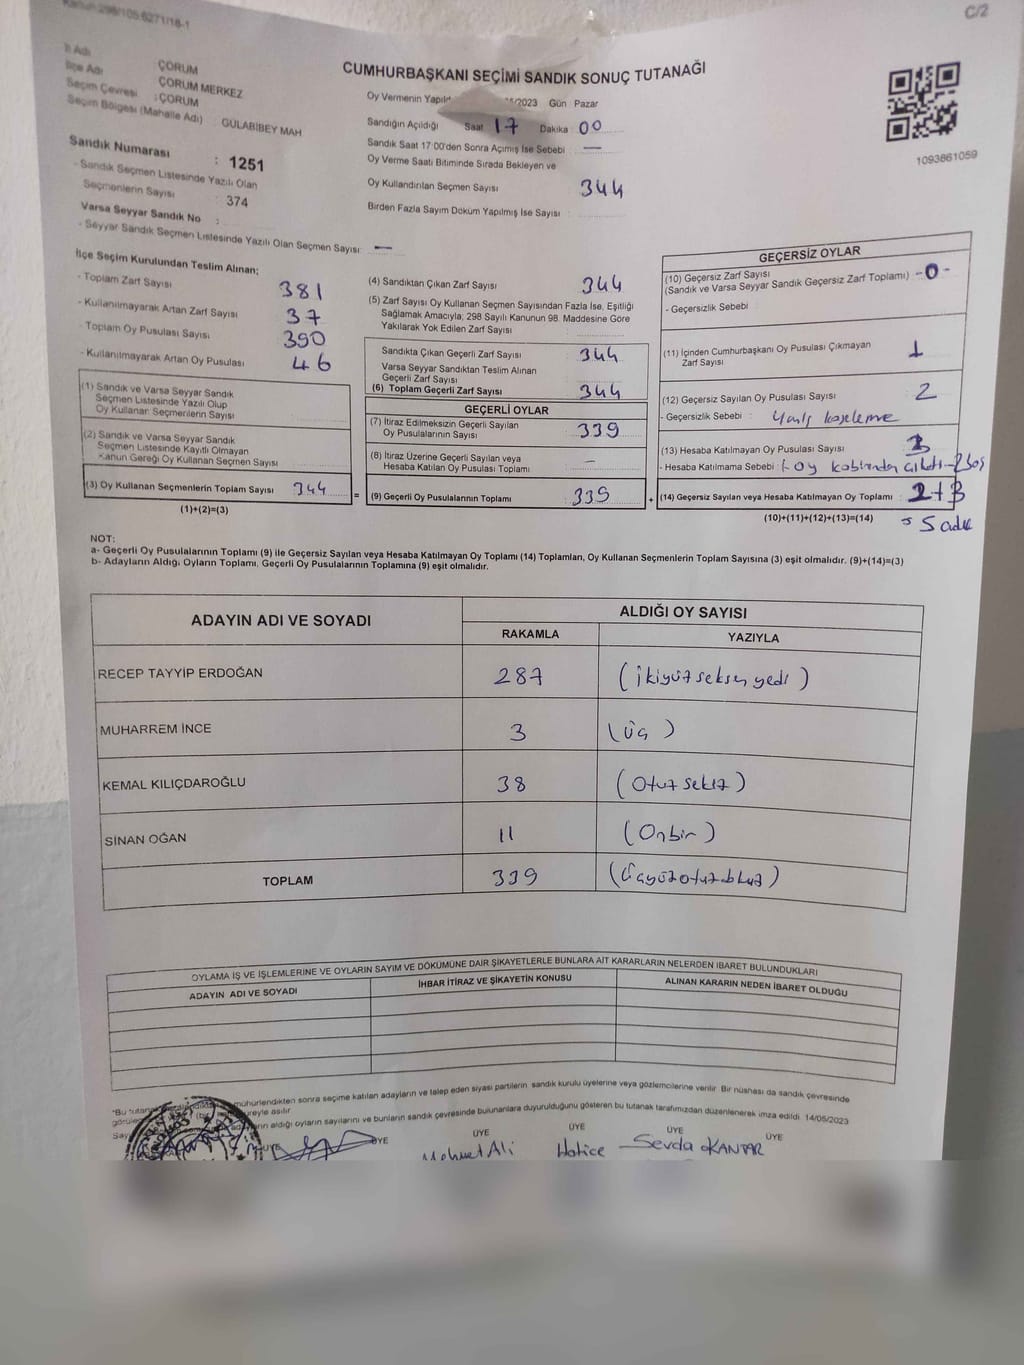 Kanun 298/105,6271/18-1
C/2
İl Adı ÇORUM
İlçe Adı ÇORUM MERKEZ
Seçim Çevresi : ÇORUM
Seçim Bölgesi (Mahalle Adı) GÜLABİBEY MAH
Sandık Numarası : 1251
- Sandık Seçmen Listesinde Yazılı Olan
Seçmenlerin Sayısı : 374
Varsa Seyyar Sandık No :
- Seyyar Sandık Seçmen Listesinde Yazılı Olan Seçmen Sayısı: —
CUMHURBAŞKANI SEÇİMİ SANDIK SONUÇ TUTANAĞI
Oy Vermenin Yapıldı /2023 Gün Pazar
Sandığın Açıldığı Saat 17 Dakika 00
Sandık Saat 17:00'den Sonra Açımış İse Sebebi : —
Oy Verme Saati Bitiminde Sırada Bekleyen ve
Oy Kullandırılan Seçmen Sayısı 344
Birden Fazla Sayım Döküm Yapılmış İse Sayısı :
1093861059
İlçe Seçim Kurulundan Teslim Alınan;
- Toplam Zarf Sayısı 381
- Kullanılmayarak Artan Zarf Sayısı 37
- Toplam Oy Pusulası Sayısı 390
- Kullanılmayarak Artan Oy Pusulası 46
(1) Sandık ve Varsa Seyyar Sandık
Seçmen Listesinde Yazılı Olup
Oy Kullanan Seçmenlerin Sayısı
(2) Sandık ve Varsa Seyyar Sandık
Seçmen Listesinde Kayıtlı Olmayan
Kanun Gereği Oy Kullanan Seçmen Sayısı
(3) Oy Kullanan Seçmenlerin Toplam Sayısı 344
(1)+(2)=(3)
=
(4) Sandıktan Çıkan Zarf Sayısı : 344
(5) Zarf Sayısı Oy Kullanan Seçmen Sayısından Fazla İse, Eşitliği
Sağlamak Amacıyla; 298 Sayılı Kanunun 98. Maddesine Göre
Yakılarak Yok Edilen Zarf Sayısı :
Sandıkta Çıkan Geçerli Zarf Sayısı : 344
Varsa Seyyar Sandıktan Teslim Alınan
Geçerli Zarf Sayısı :
(6) Toplam Geçerli Zarf Sayısı : 344
GEÇERLİ OYLAR
(7) İtiraz Edilmeksizin Geçerli Sayılan
Oy Pusulalarının Sayısı : 339
(8) İtiraz Üzerine Geçerli Sayılan veya
Hesaba Katılan Oy Pusulası Toplamı : —
(9) Geçerli Oy Pusulalarının Toplamı : 339
+
GEÇERSİZ OYLAR
(10) Geçersiz Zarf Sayısı
(Sandık ve Varsa Seyyar Sandık Geçersiz Zarf Toplamı) -0-
- Geçersizlik Sebebi
(11) İçinden Cumhurbaşkanı Oy Pusulası Çıkmayan
Zarf Sayısı 1
(12) Geçersiz Sayılan Oy Pusulası Sayısı : 2
- Geçersizlik Sebebi : Yanlış kaşeleme
(13) Hesaba Katılmayan Oy Pusulası Sayısı : 3
- Hesaba Katılmama Sebebi : oy kabininden
(14) Geçersiz Sayılan veya Hesaba Katılmayan Oy Toplamı : 2+3
(10)+(11)+(12)+(13)=(14) = 5 adet
NOT:
a- Geçerli Oy Pusulalarının Toplamı (9) ile Geçersiz Sayılan veya Hesaba Katılmayan Oy Toplamı (14) Toplamları, Oy Kullanan Seçmenlerin Toplam Sayısına (3) eşit olmalıdır. (9)+(14)=(3)
b- Adayların Aldığı Oyların Toplamı, Geçerli Oy Pusulalarının Toplamına (9) eşit olmalıdır.
ADAYIN ADI VE SOYADI
ALDIĞI OY SAYISI
RAKAMLA YAZIYLA
RECEP TAYYİP ERDOĞAN 287 (ikiyüz seksen yedi)
MUHARREM İNCE 3 (üç)
KEMAL KILIÇDAROĞLU 38 (Otuz sekiz)
SİNAN OĞAN 11 (Onbir)
TOPLAM 339 (üçyüzotuzdokuz)
OYLAMA İŞ VE İŞLEMLERİNE VE OYLARIN SAYIM VE DÖKÜMÜNE DAİR ŞİKAYETLERLE BUNLARA AİT KARARLARIN NELERDEN İBARET BULUNDUKLARI
ADAYIN ADI VE SOYADI İHBAR İTİRAZ VE ŞİKAYETİN KONUSU ALINAN KARARIN NEDEN İBARET OLDUĞU
mühürlendikten sonra seçime katılan adayların ve talep eden siyasi partilerin sandık kurulu üyelerine veya gözlemcilerine verilir. Bir nüshası da sandık çevresinde
aldığı oyların sayılarını ve bunların sandık çevresinde bulunanlara duyurulduğunu gösteren bu tutanak tarafımızdan düzenlenerek imza edildi. 14/05/2023
ÜYE ÜYE ÜYE ÜYE ÜYE ÜYE
Mehmet Ali Hatice Sevda OKANTAR